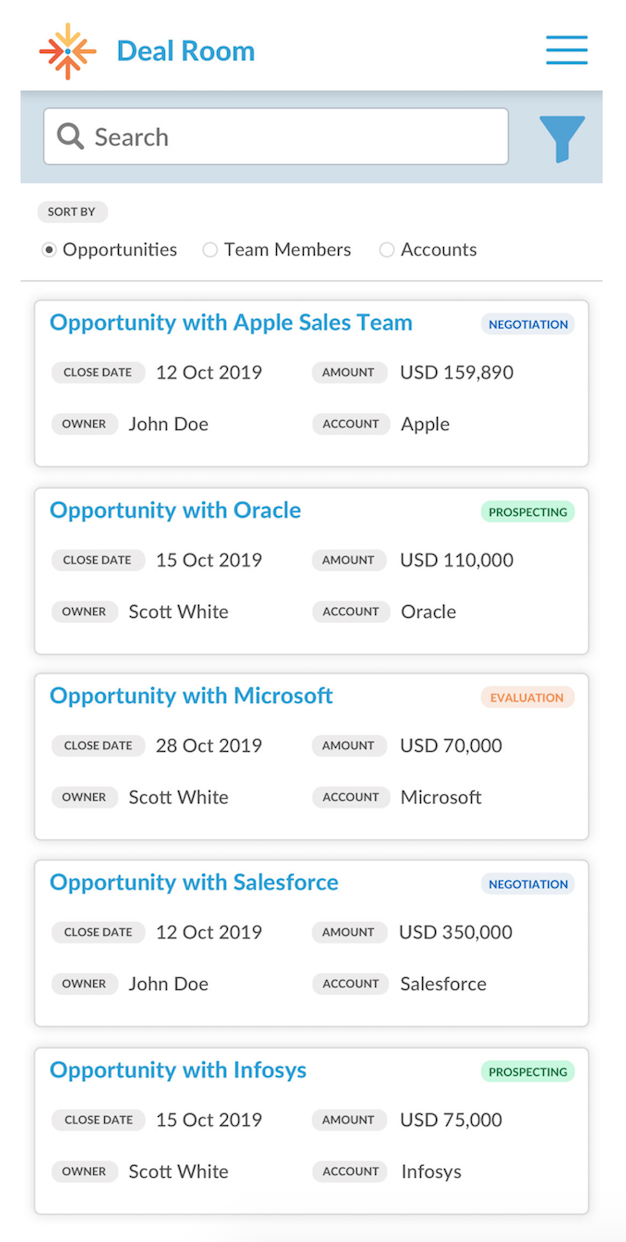 Deal Room
Search
SORT BY
Opportunities Team Members Accounts
Opportunity with Apple Sales Team NEGOTIATION
CLOSE DATE 12 Oct 2019 AMOUNT USD 159,890
OWNER John Doe ACCOUNT Apple
Opportunity with Oracle PROSPECTING
CLOSE DATE 15 Oct 2019 AMOUNT USD 110,000
OWNER Scott White ACCOUNT Oracle
Opportunity with Microsoft EVALUATION
CLOSE DATE 28 Oct 2019 AMOUNT USD 70,000
OWNER Scott White ACCOUNT Microsoft
Opportunity with Salesforce NEGOTIATION
CLOSE DATE 12 Oct 2019 AMOUNT USD 350,000
OWNER John Doe ACCOUNT Salesforce
Opportunity with Infosys PROSPECTING
CLOSE DATE 15 Oct 2019 AMOUNT USD 75,000
OWNER Scott White ACCOUNT Infosys